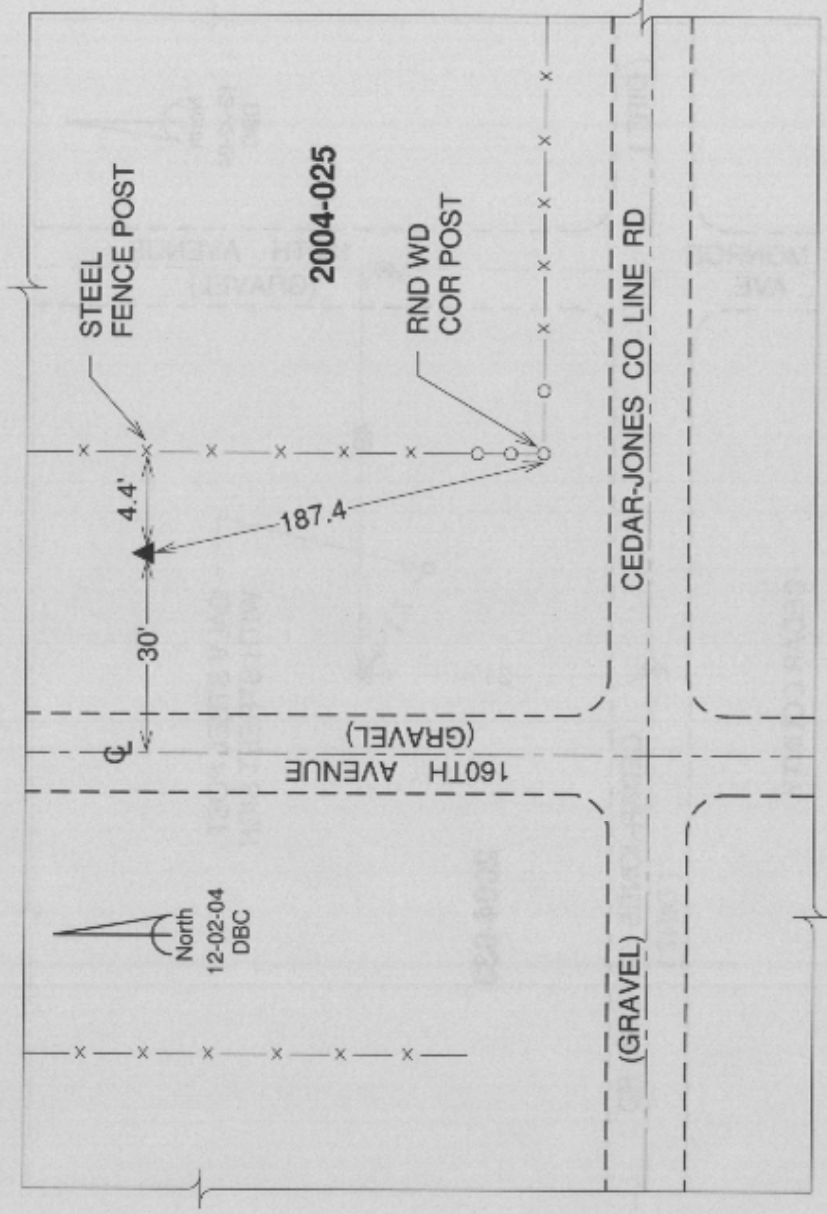 STEEL
FENCE POST
2004-025
4.4'
30'
187.4
RND WD
COR POST
℄
160TH AVENUE
(GRAVEL)
North
12-02-04
DBC
CEDAR-JONES CO LINE RD
(GRAVEL)